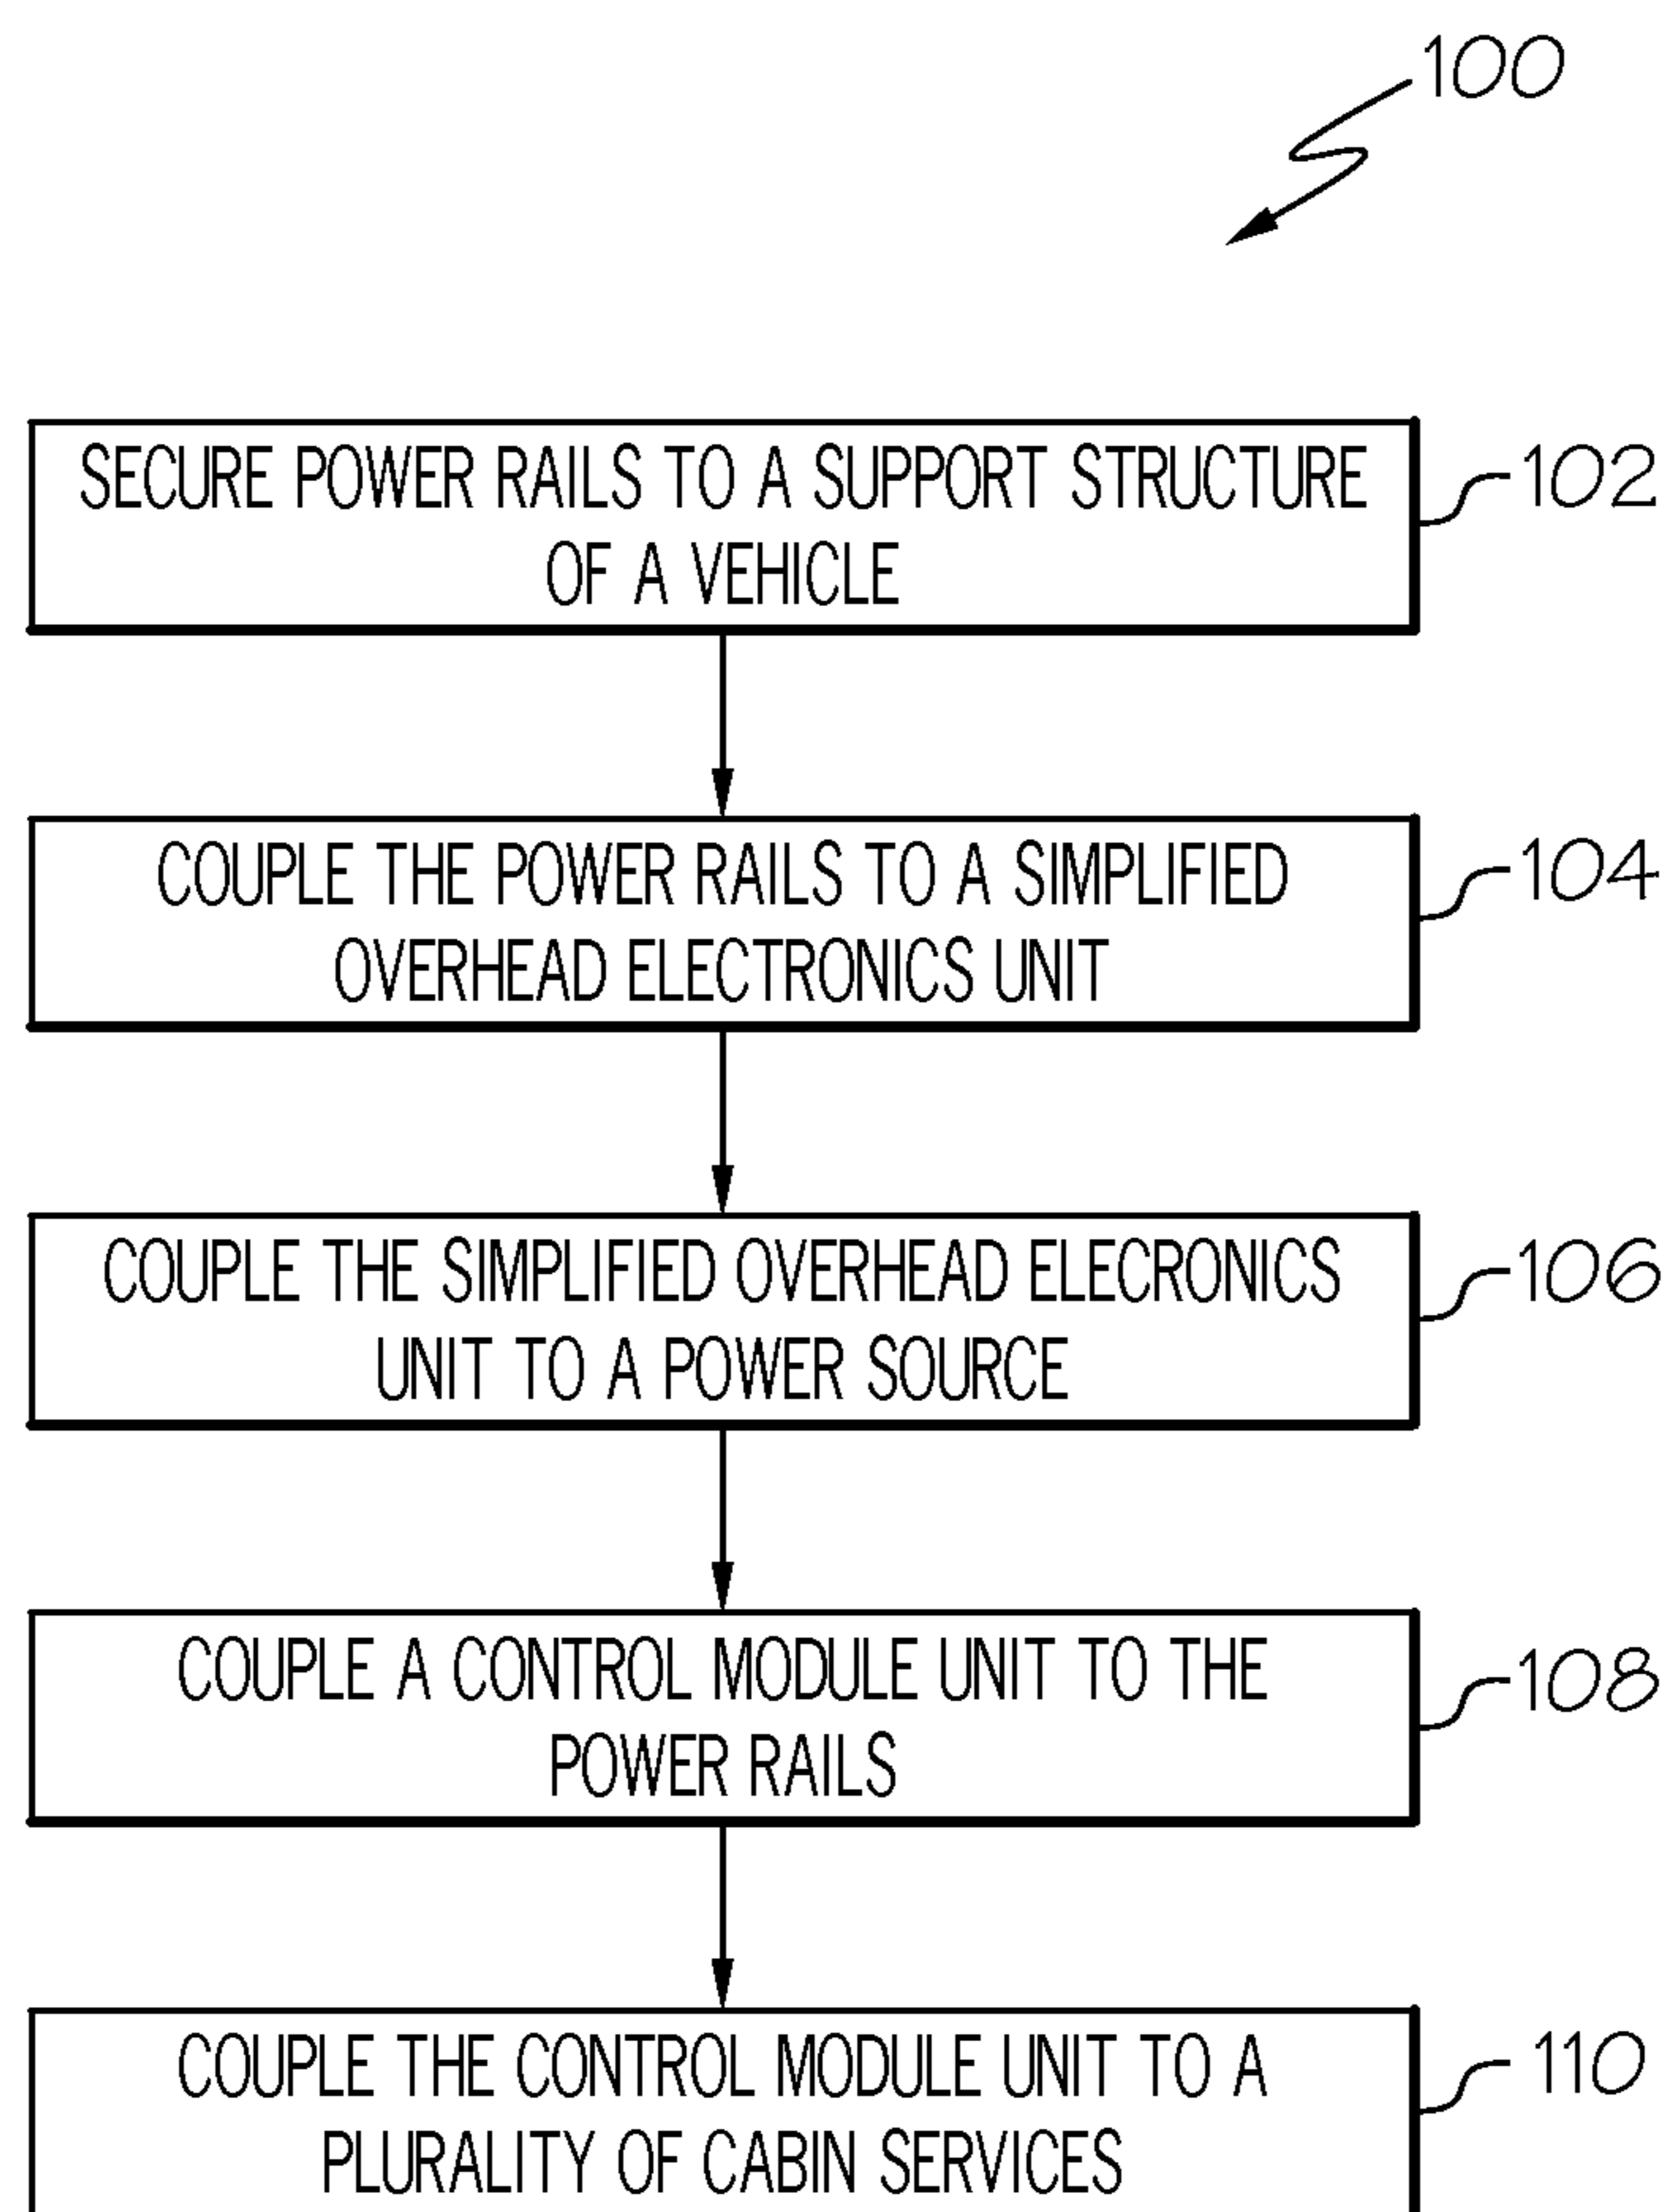 100
SECURE POWER RAILS TO A SUPPORT STRUCTURE
OF A VEHICLE
102
COUPLE THE POWER RAILS TO A SIMPLIFIED
OVERHEAD ELECTRONICS UNIT
104
COUPLE THE SIMPLIFIED OVERHEAD ELECRONICS
UNIT TO A POWER SOURCE
106
COUPLE A CONTROL MODULE UNIT TO THE
POWER RAILS
108
COUPLE THE CONTROL MODULE UNIT TO A
PLURALITY OF CABIN SERVICES
110